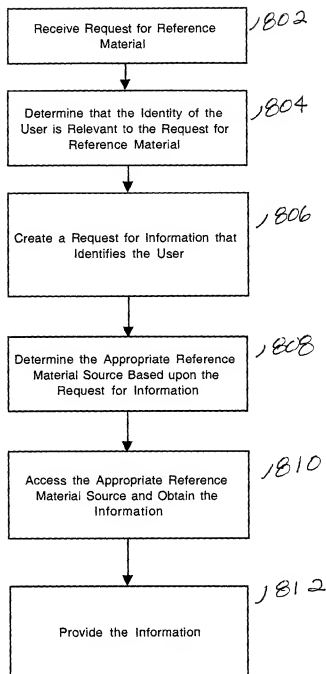 Receive Request for Reference
Material
1802
Determine that the Identity of the
User is Relevant to the Request for
Reference Material
1804
Create a Request for Information that
Identifies the User
1806
Determine the Appropriate Reference
Material Source Based upon the
Request for Information
1808
Access the Appropriate Reference
Material Source and Obtain the
Information
1810
Provide the Information
1812